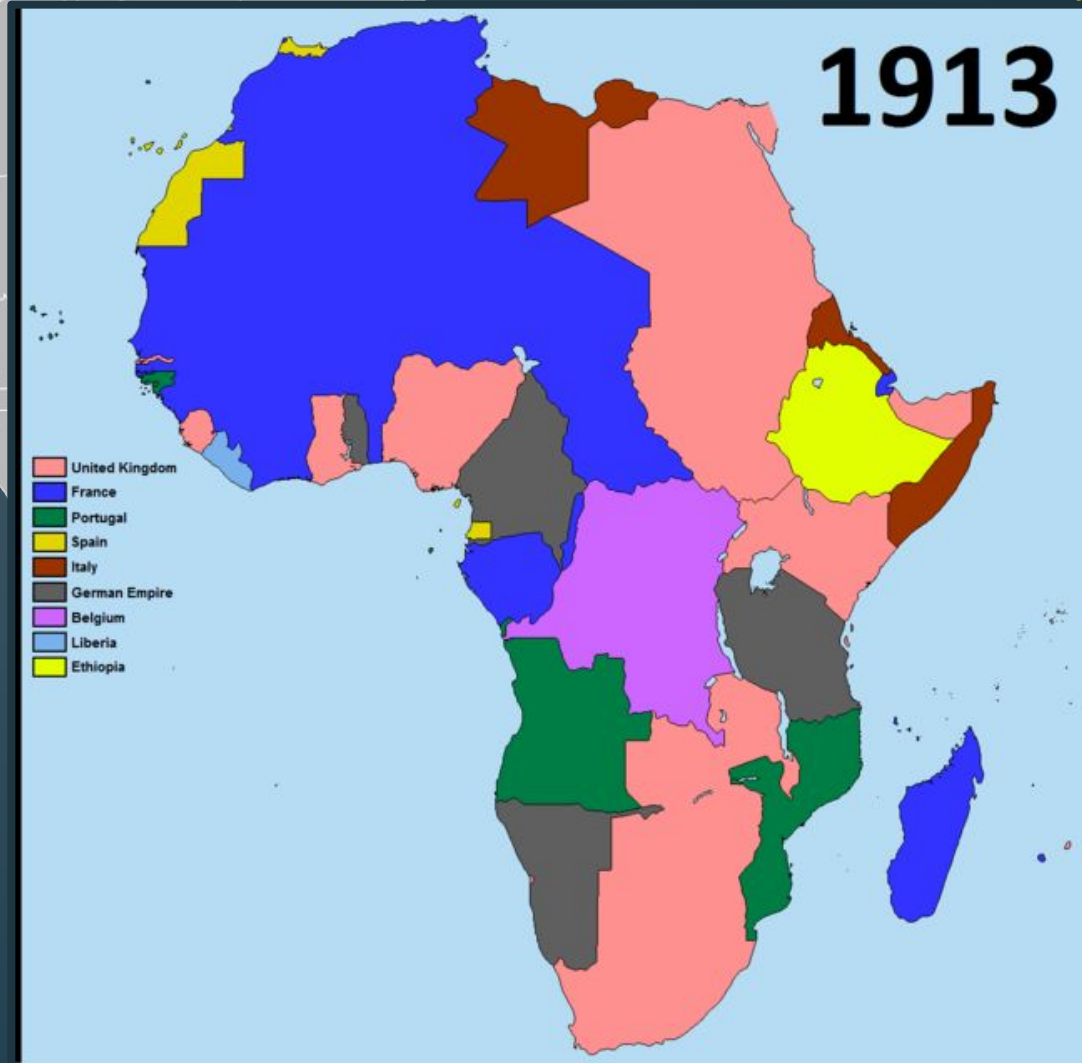 1913
United Kingdom
France
Portugal
Spain
Italy
German Empire
Belgium
Liberia
Ethiopia